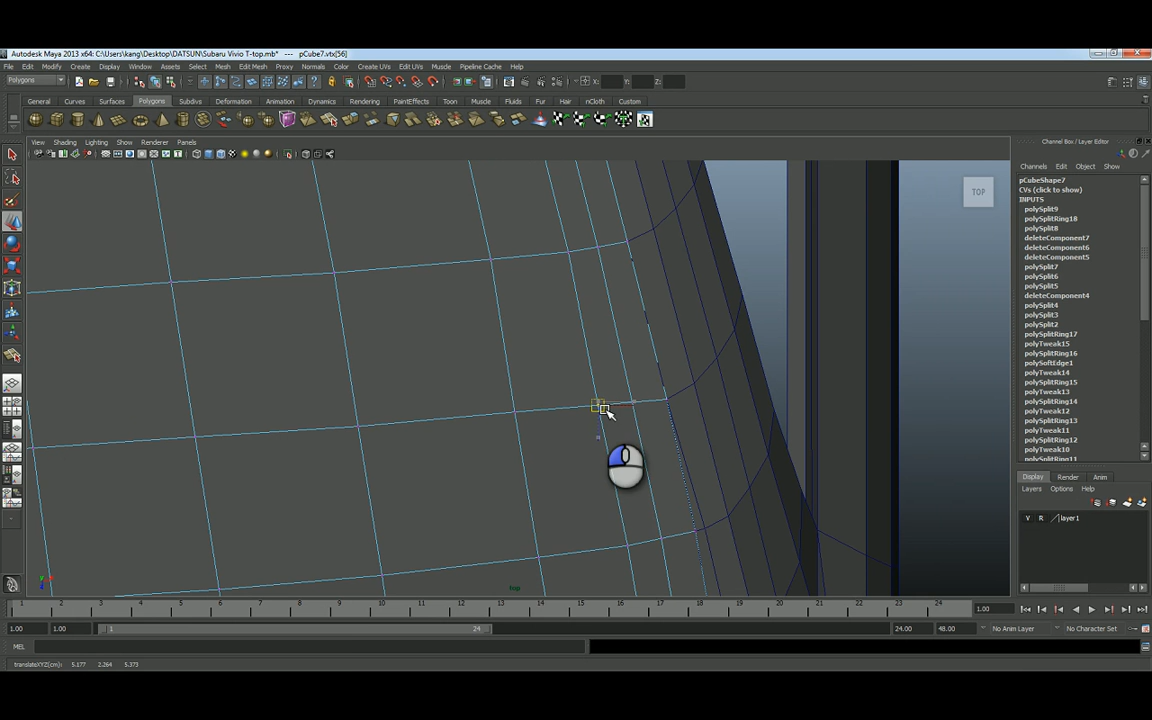 Autodesk Maya 2013 x64: C:\Users\kang\Desktop\DATSUN\Subaru Vivio T-top.mb* --- pCube7.vtx[56]
File Edit Modify Create Display Window Assets Select Mesh Edit Mesh Proxy Normals Color Create UVs Edit UVs Muscle Pipeline Cache Help
Polygons X: Y: Z:
General Curves Surfaces Polygons Subdivs Deformation Animation Dynamics Rendering PaintEffects Toon Muscle Fluids Fur Hair nCloth Custom
View Shading Lighting Show Renderer Panels
Channel Box / Layer Editor
Channels Edit Object Show
pCubeShape7
CVs (click to show)
INPUTS
polySplit9
polySplitRing18
polySplit8
deleteComponent7
deleteComponent6
deleteComponent5
polySplit7
polySplit6
polySplit5
deleteComponent4
polySplit4
polySplit3
polySplit2
polySplitRing17
polyTweak15
polySplitRing16
polySoftEdge1
polyTweak14
polySplitRing15
polyTweak13
polySplitRing14
polyTweak12
polySplitRing13
polyTweak11
polySplitRing12
polyTweak10
polySplitRing11
TOP
top
Display Render Anim
Layers Options Help
V R layer1
1 2 3 4 5 6 7 8 9 10 11 12 13 14 15 16 17 18 19 20 21 22 23 24 1.00
1.00 1.00 1 24 24.00 48.00 No Anim Layer No Character Set
MEL
translateXYZ(cm): 5.177 2.264 5.373